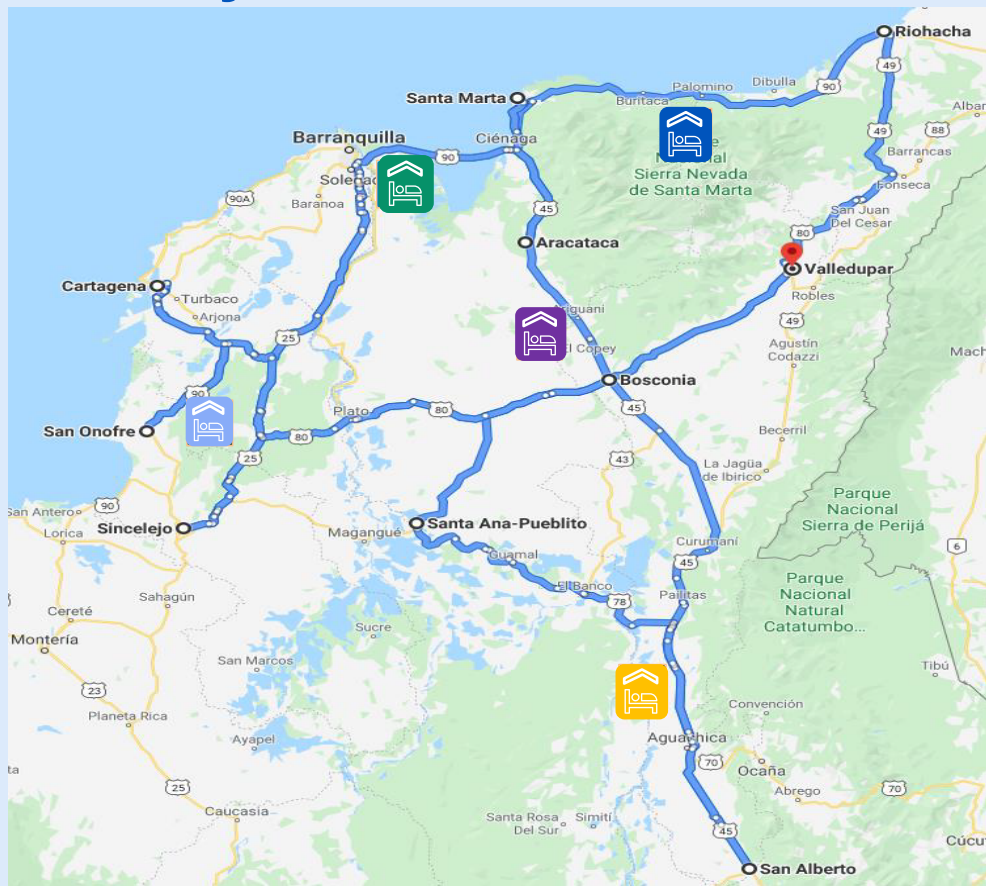 Riohacha
49
Dibulla
Palomino
90
Santa Marta
Buritaca
Albar
49
88
Barranquilla
Ciénaga
Barrancas
90
Parque
Nacional
Sierra Nevada
de Santa Marta
Soledad
Fonseca
90A
Baranoa
45
San Juan
Del Cesar
80
Aracataca
Valledupar
Cartagena
Turbaco
Robles
Arjona
Ariguani
49
25
El Copey
Agustín
Codazzi
Mach
Bosconia
90
45
Plato
80
San Onofre
80
Becerril
25
43
La Jagüa
de Ibirico
Parque
Nacional
Sierra de Perijá
90
San Antero
Sincelejo
Santa Ana-Pueblito
Lorica
Magangué
Curumaní
6
Guamal
45
El Banco
Pailitas
Parque
Nacional
Natural
Catatumbo...
78
Sahagún
Cereté
Sucre
Montería
San Marcos
Tibú
23
Convención
Planeta Rica
Ayapel
Aguachica
70
Ocaña
ta
25
Abrego
70
Caucasia
Santa Rosa
Del Sur
Simití
45
Cúcu
San Alberto